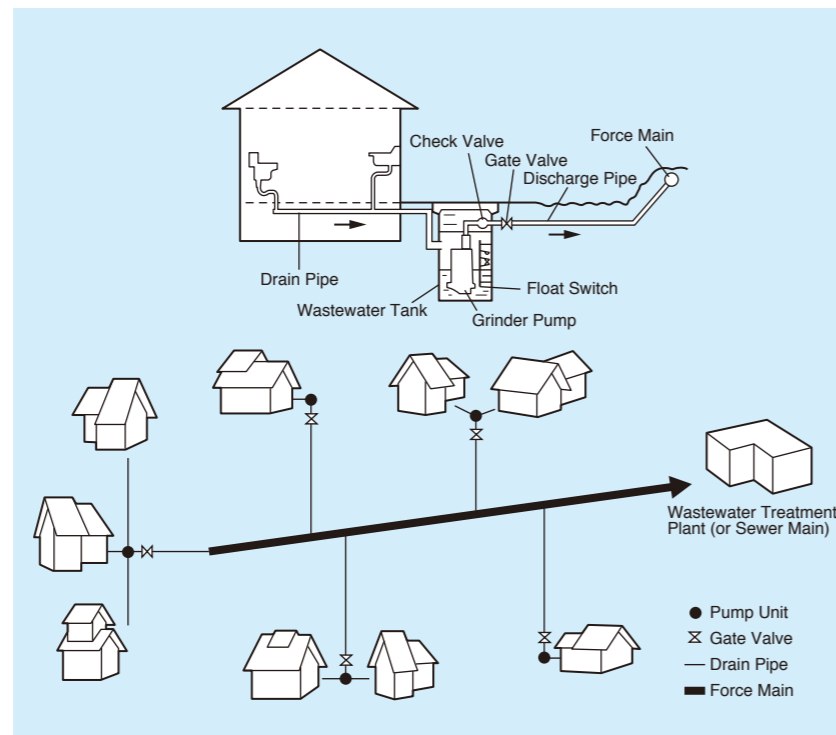 Force Main
Check Valve
Gate Valve
Discharge Pipe
Drain Pipe
Float Switch
Wastewater Tank
Grinder Pump
Wastewater Treatment
Plant (or Sewer Main)
Pump Unit
Gate Valve
Drain Pipe
Force Main